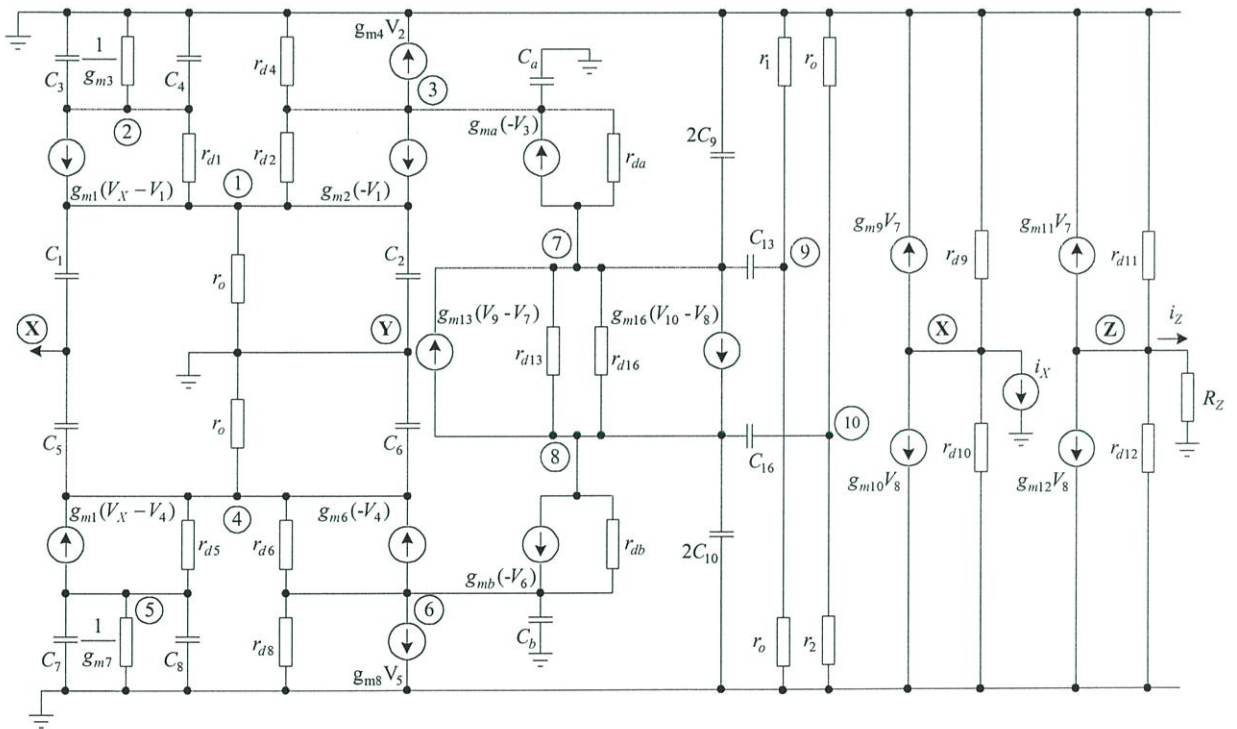 g_{m4}V_2
C_3
1
g_{m3}
C_4
r_{d4}
3
C_a
r_1
r_o
2
r_{d1}
r_{d2}
g_{ma}(-V_3)
r_{da}
2C_9
g_{m1}(V_X − V_1)
1
g_{m2}(-V_1)
C_1
r_o
C_2
7
C_{13}
9
g_{m9}V_7
r_{d9}
g_{m11}V_7
r_{d11}
X
Y
g_{m13}(V_9 − V_7)
r_{d13}
g_{m16}(V_{10} − V_8)
r_{d16}
X
Z
i_Z
i_X
R_Z
C_5
r_o
C_6
8
C_{16}
10
g_{m10}V_8
r_{d10}
g_{m12}V_8
r_{d12}
g_{m1}(V_X − V_4)
4
g_{m6}(-V_4)
r_{d5}
r_{d6}
r_{db}
2C_{10}
g_{mb}(-V_6)
5
6
C_7
1
g_{m7}
C_8
r_{d8}
C_b
r_o
r_2
g_{m8}V_5